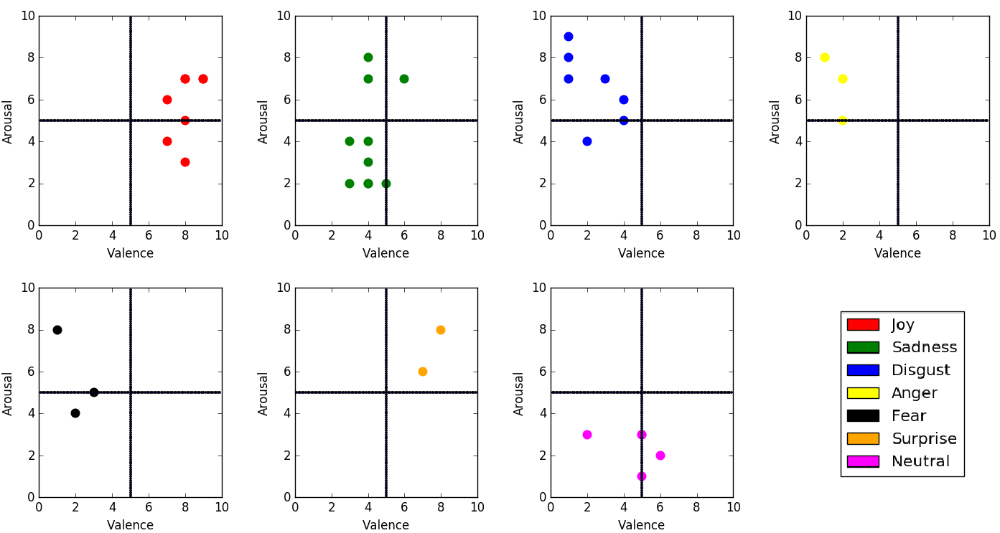 10 10 10 10
8 8 8 8
6 6 6 6
Arousal Arousal Arousal Arousal
4 4 4 4
2 2 2 2
0 0 0 0
0 2 4 6 8 10 0 2 4 6 8 10 0 2 4 6 8 10 0 2 4 6 8 10
Valence Valence Valence Valence
10 10 10
8 8 8
6 6 6
Arousal Arousal Arousal
4 4 4
2 2 2
0 0 0
0 2 4 6 8 10 0 2 4 6 8 10 0 2 4 6 8 10
Valence Valence Valence
Joy
Sadness
Disgust
Anger
Fear
Surprise
Neutral